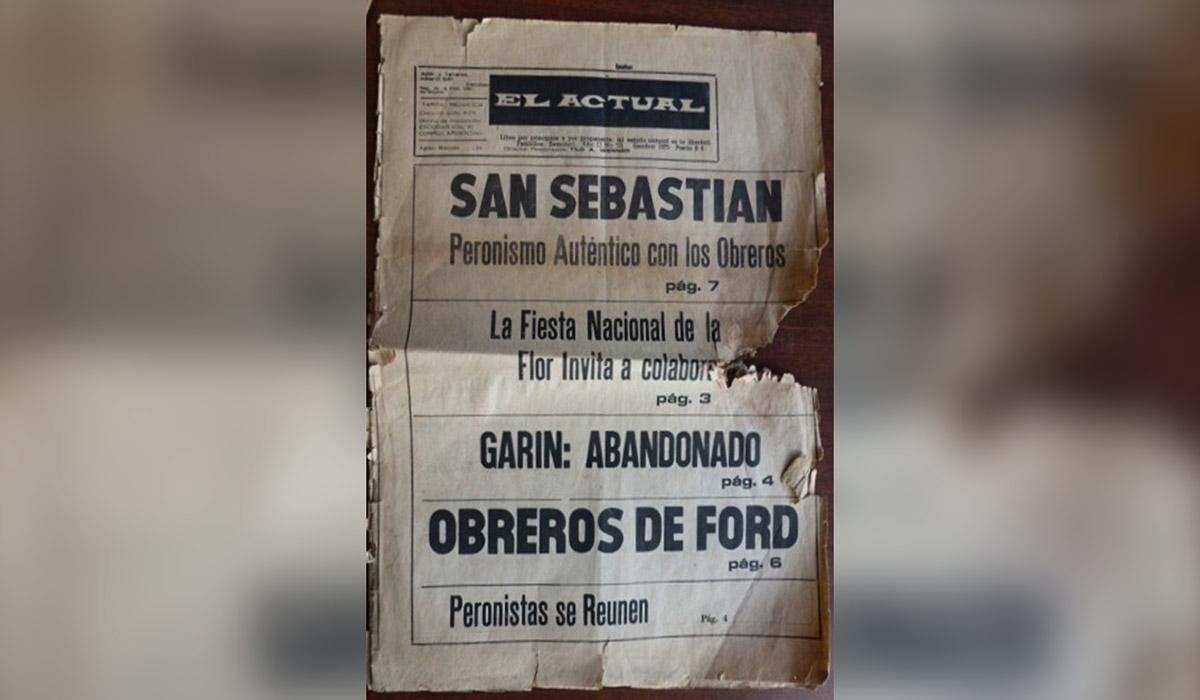 EL ACTUAL
SAN SEBASTIAN
Peronismo Auténtico con los Obreros
pág. 7
La Fiesta Nacional de la
Flor Invita a colabor
pág. 3
GARIN: ABANDONADO
pág. 4
OBREROS DE FORD
pág. 6
Peronistas se Reunen
Pág. 4